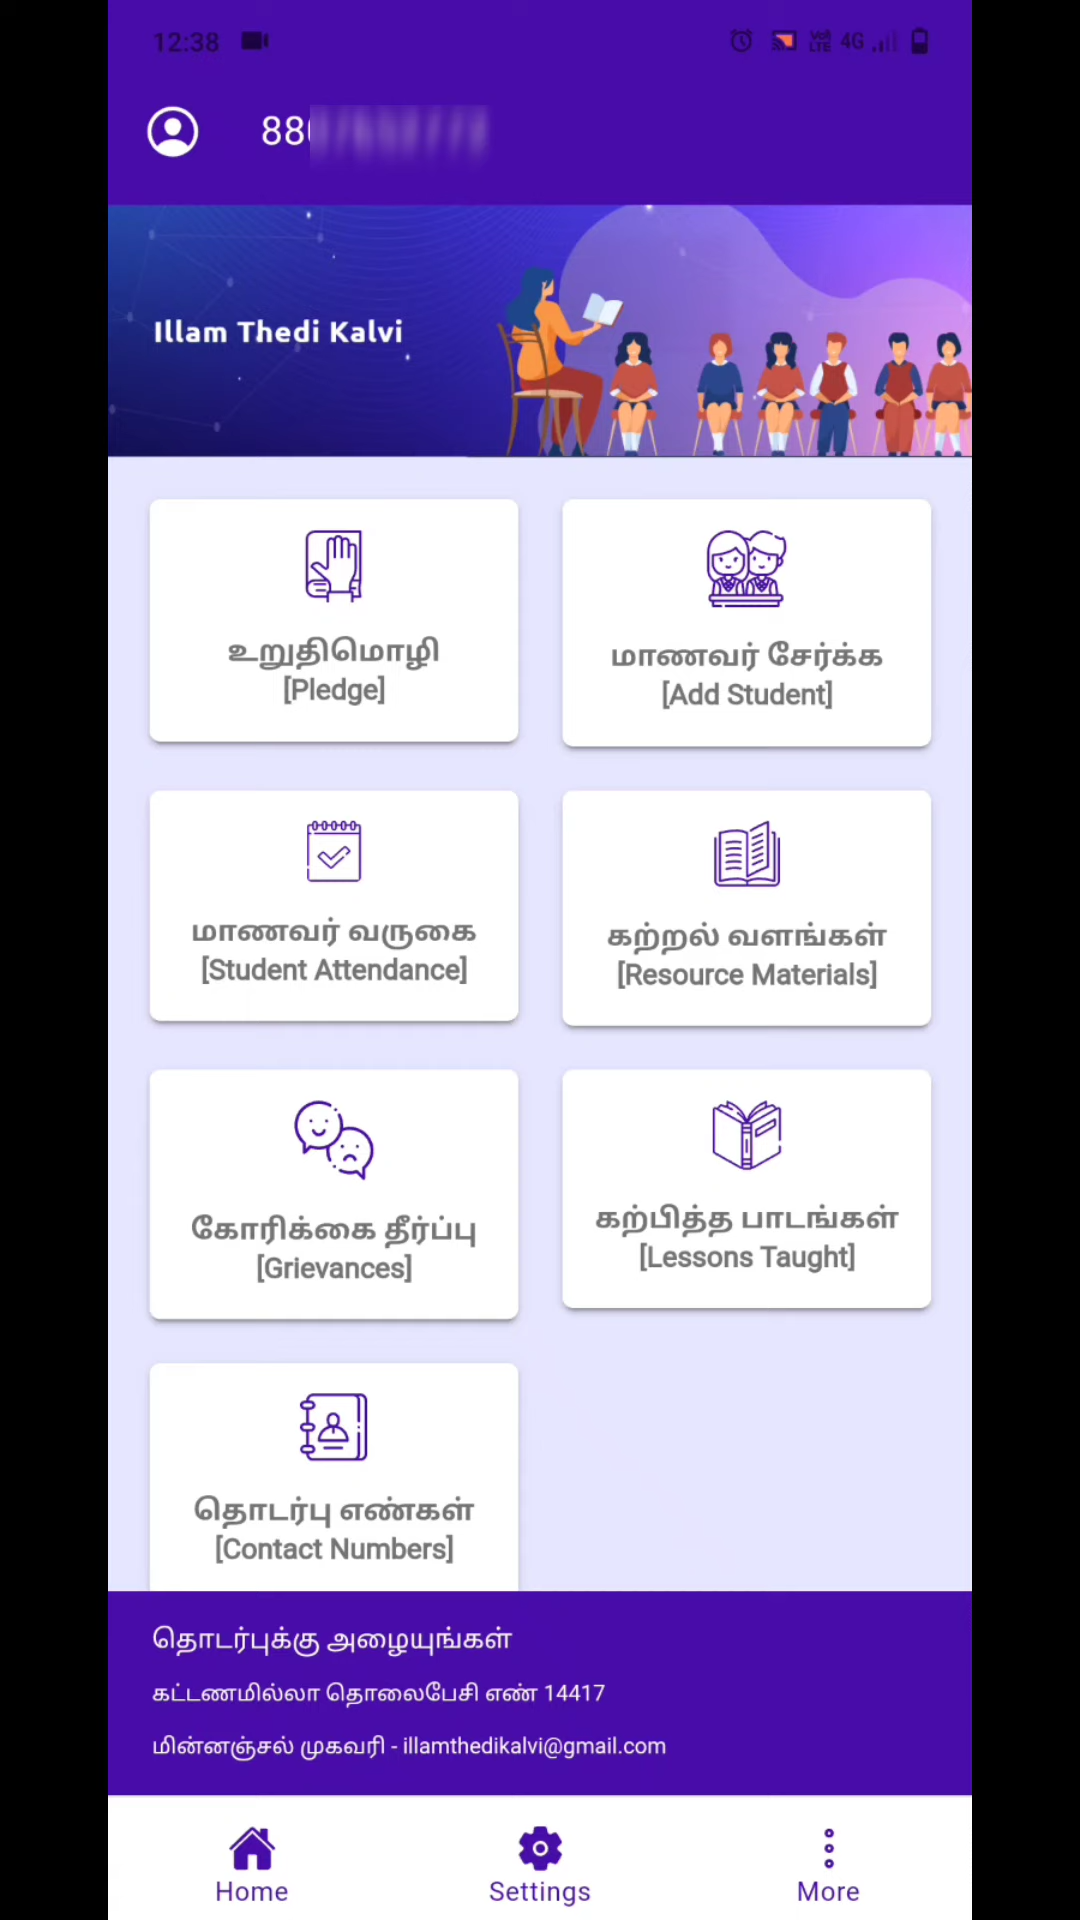 12:38
VoLTE 4G
88
Illam Thedi Kalvi
உறுதிமொழி
[Pledge]
மாணவர் சேர்க்க
[Add Student]
மாணவர் வருகை
[Student Attendance]
கற்றல் வளங்கள்
[Resource Materials]
கோரிக்கை தீர்ப்பு
[Grievances]
கற்பித்த பாடங்கள்
[Lessons Taught]
தொடர்பு எண்கள்
[Contact Numbers]
தொடர்புக்கு அழையுங்கள்
கட்டணமில்லா தொலைபேசி எண் 14417
மின்னஞ்சல் முகவரி - illamthedikalvi@gmail.com
Home
Settings
More